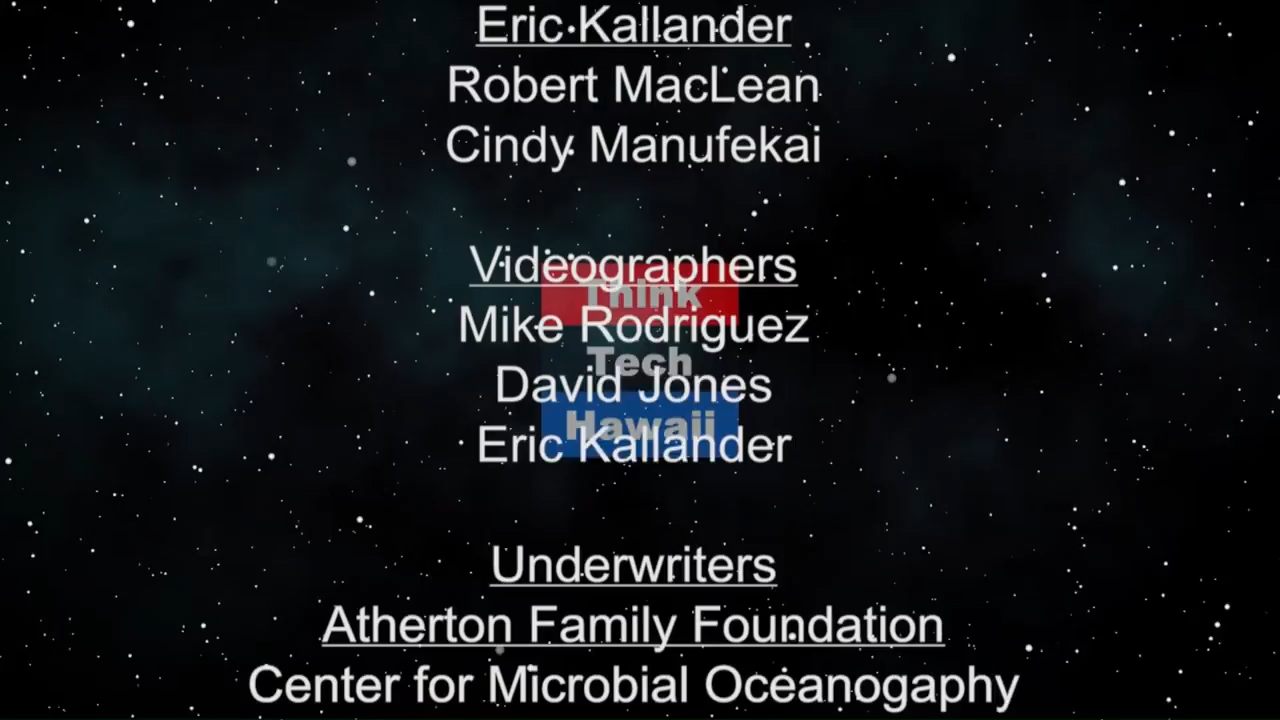 Eric Kallander
Robert MacLean
Cindy Manufekai
Videographers
Think
Mike Rodriguez
Tech
David Jones
Hawaii
Eric Kallander
Underwriters
Atherton Family Foundation
Center for Microbial Oceanogaphy